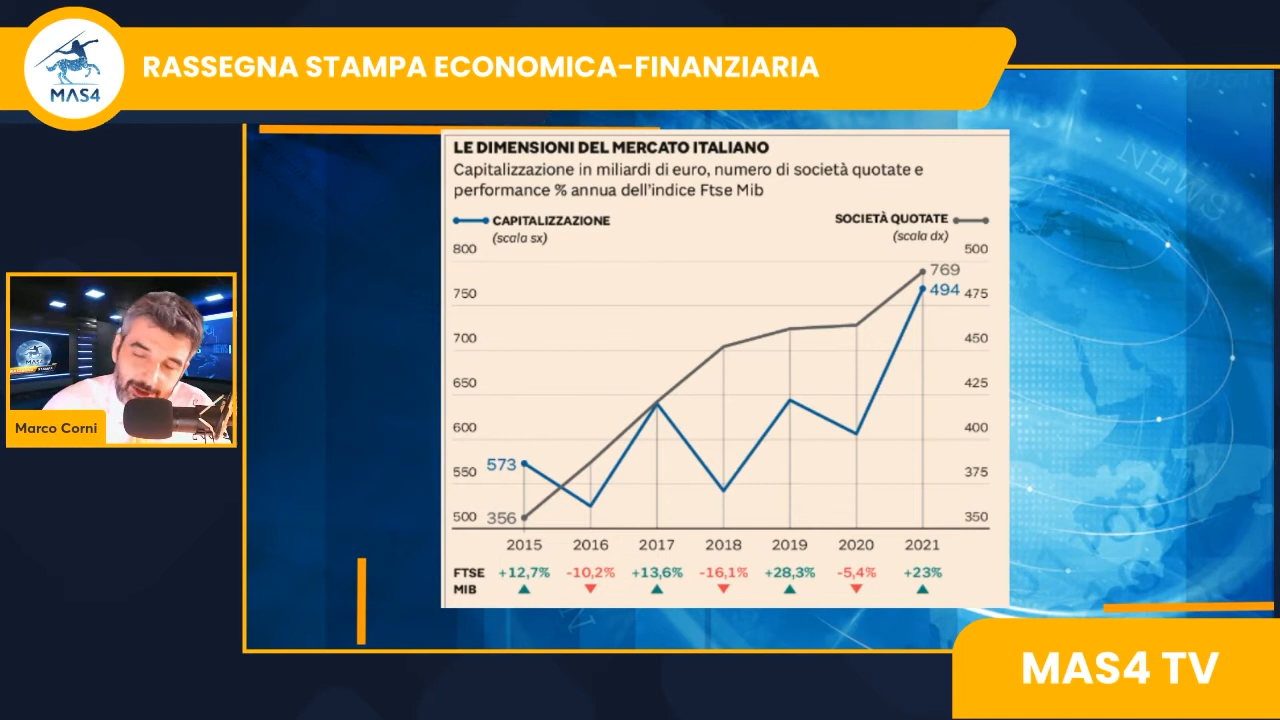 RASSEGNA STAMPA ECONOMICA-FINANZIARIA
MAS4
LE DIMENSIONI DEL MERCATO ITALIANO
Capitalizzazione in miliardi di euro, numero di società quotate e
performance % annua dell'indice Ftse Mib
CAPITALIZZAZIONE
(scala sx)
SOCIETÀ QUOTATE
(scala dx)
800
500
769
750
494
475
700
450
650
425
600
400
573
550
375
500
356
350
2015 2016 2017 2018 2019 2020 2021
FTSE +12,7% -10,2% +13,6% -16,1% +28,3% -5,4% +23%
MIB
NEWS
Marco Corni
MAS4 TV